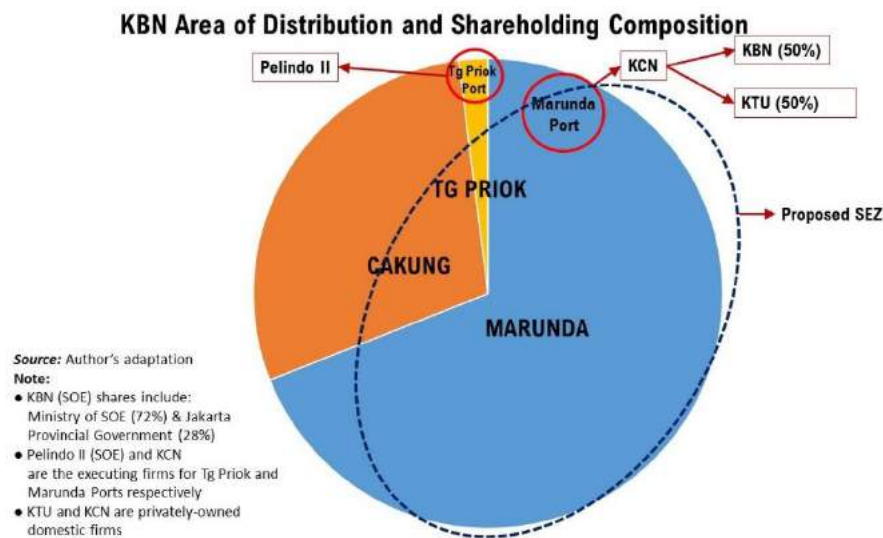 KBN Area of Distribution and Shareholding Composition
Pelindo II
Tg Priok
Port
KCN
KBN (50%)
KTU (50%)
Marunda
Port
TG PRIOK
Proposed SEZ
CAKUNG
MARUNDA
Source: Author's adaptation
Note:
● KBN (SOE) shares include:
Ministry of SOE (72%) & Jakarta
Provincial Government (28%)
● Pelindo II (SOE) and KCN
are the executing firms for Tg Priok and
Marunda Ports respectively
● KTU and KCN are privately-owned
domestic firms